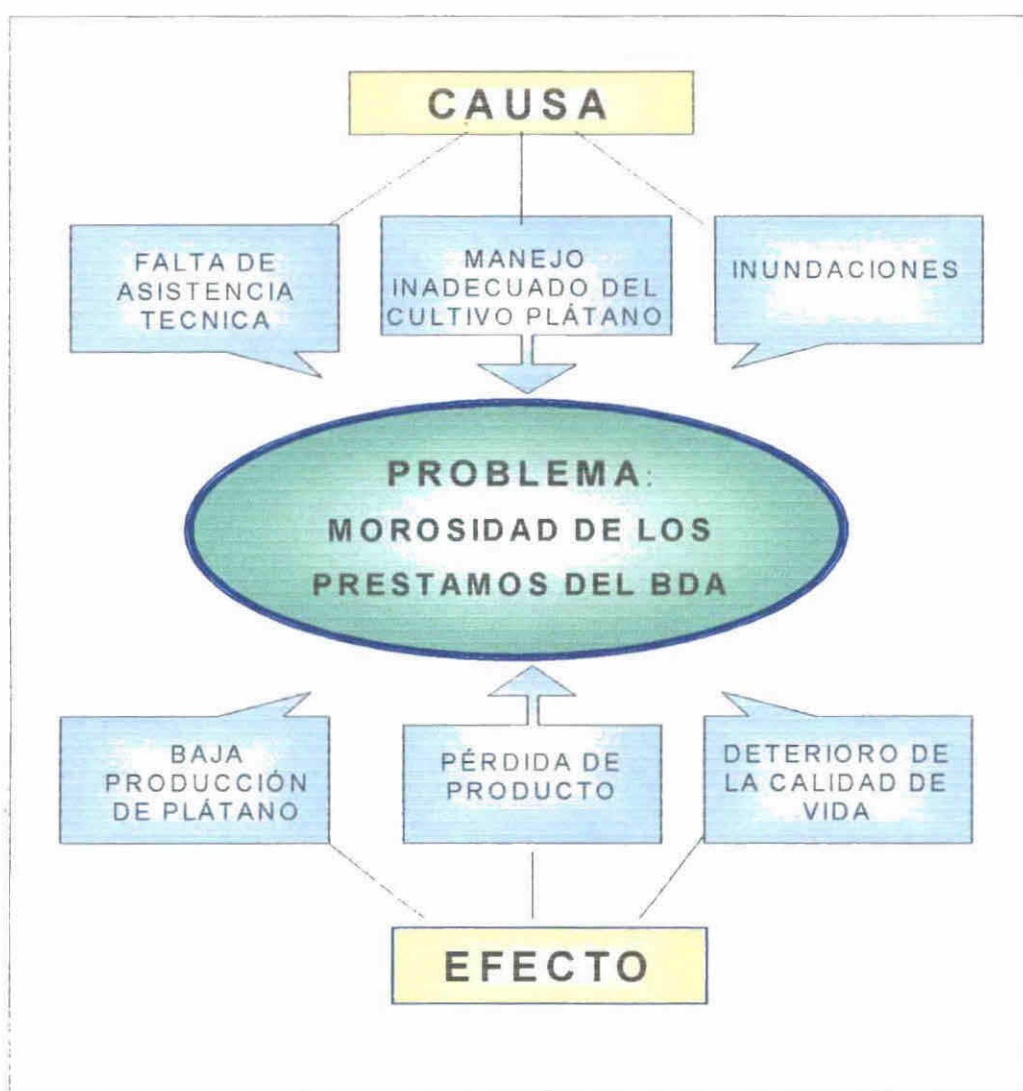 CAUSA
FALTA DE
ASISTENCIA
TECNICA
MANEJO
INADECUADO DEL
CULTIVO PLÁTANO
INUNDACIONES
PROBLEMA:
MOROSIDAD DE LOS
PRESTAMOS DEL BDA
BAJA
PRODUCCIÓN
DE PLÁTANO
PÉRDIDA DE
PRODUCTO
DETERIORO DE
LA CALIDAD DE
VIDA
EFECTO